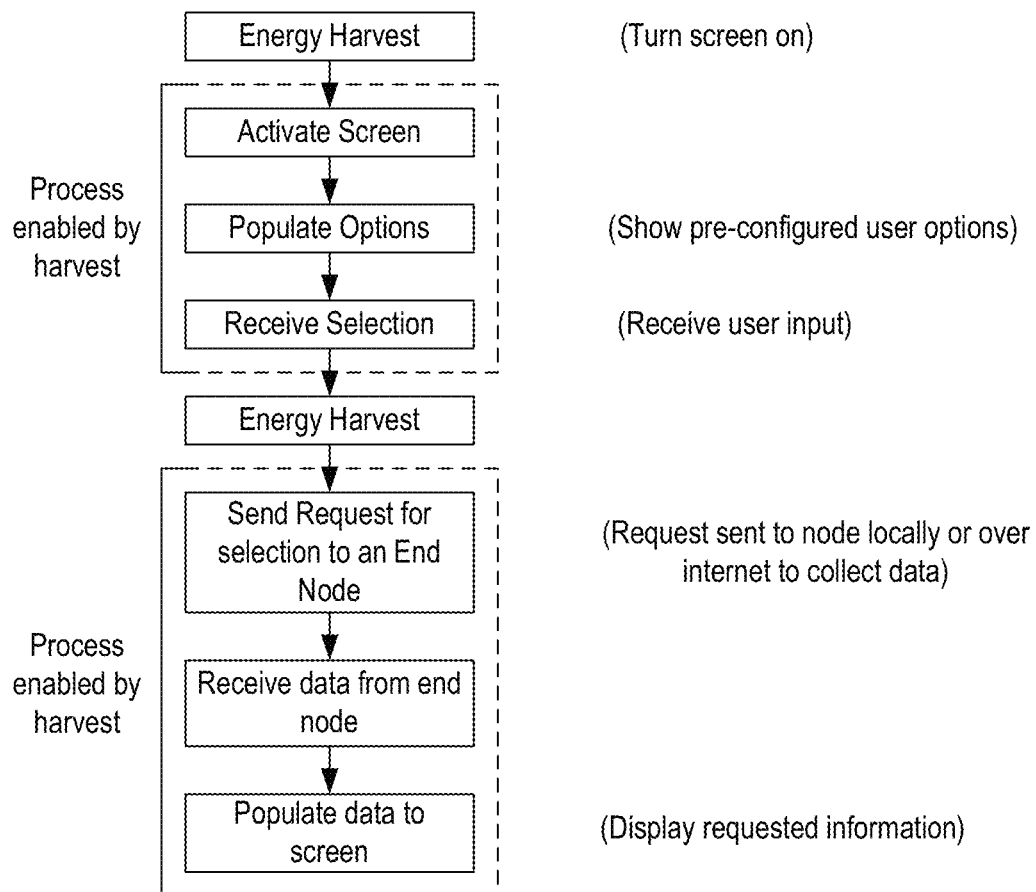 Energy Harvest
(Turn screen on)
Activate Screen
Process
enabled by
harvest
Populate Options
(Show pre-configured user options)
Receive Selection
(Receive user input)
Energy Harvest
Send Request for
selection to an End
Node
(Request sent to node locally or over
internet to collect data)
Process
enabled by
harvest
Receive data from end
node
Populate data to
screen
(Display requested information)